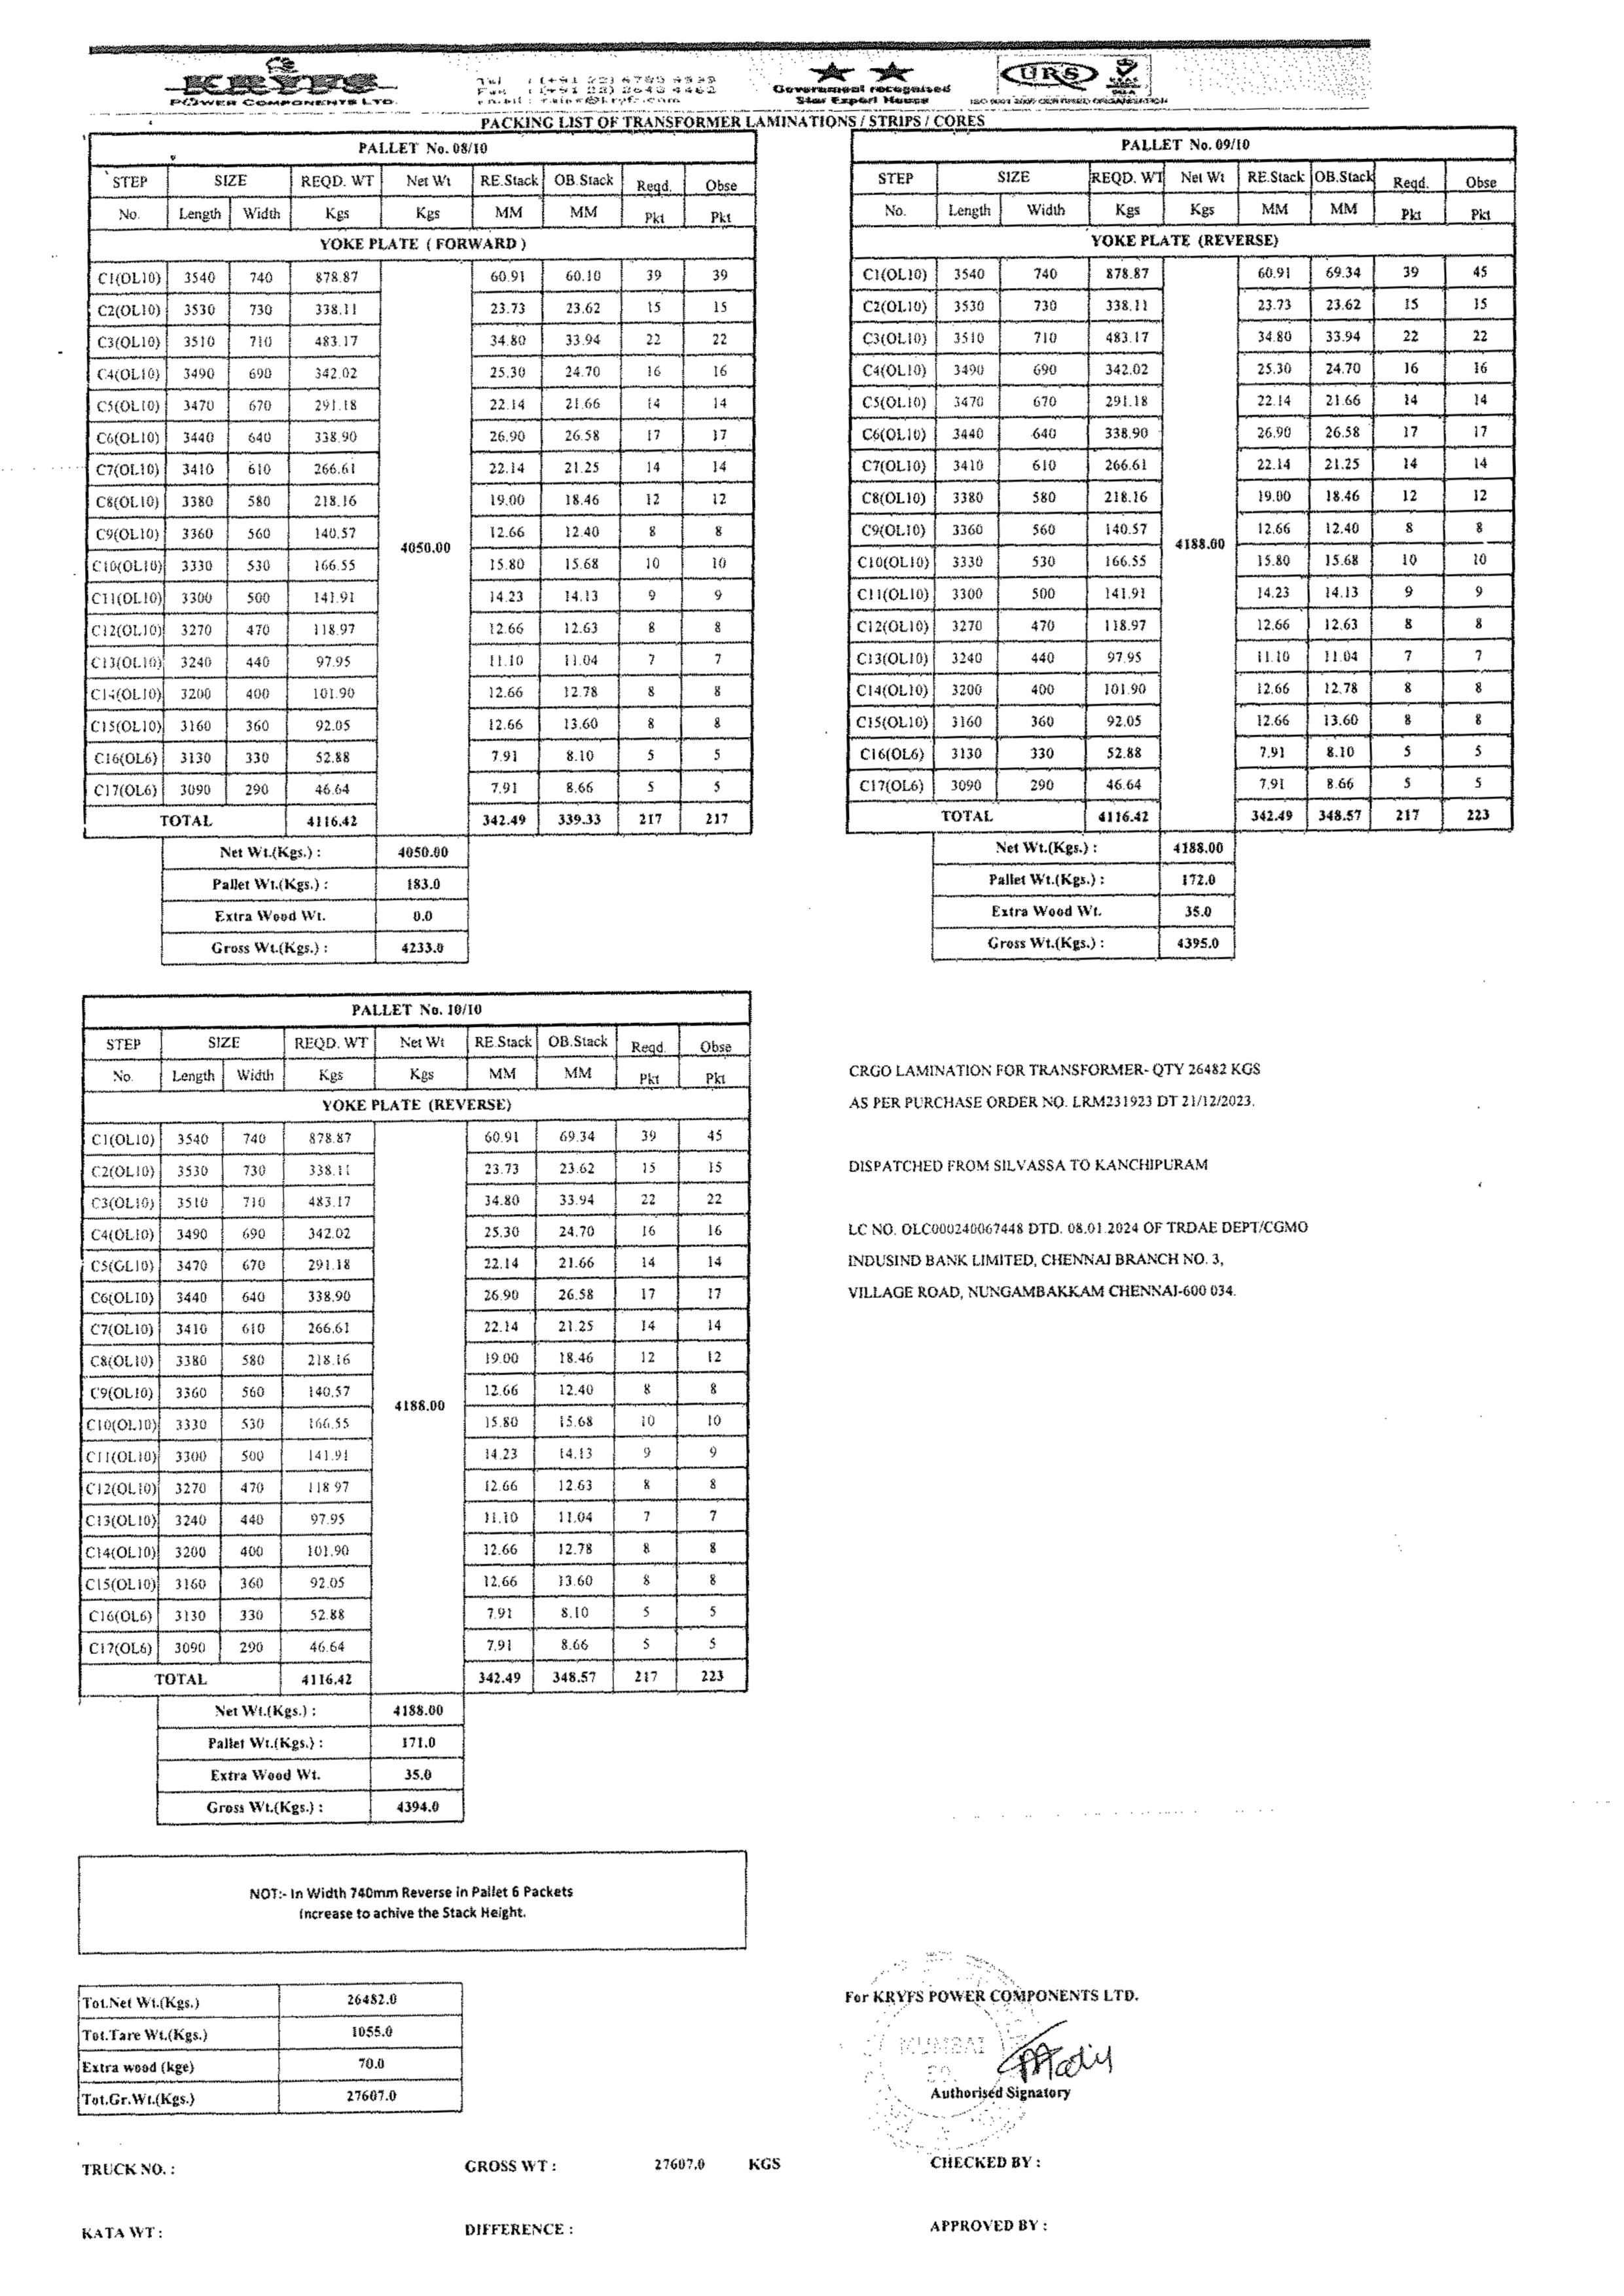 KRYFS
POWER COMPONENTS LTD.
Government recognised
Star Export House
URS
PACKING LIST OF TRANSFORMER LAMINATIONS / STRIPS / CORES
PALLET No. 08/10
STEP SIZE REQD. WT Net Wt RE.Stack OB.Stack Reqd. Obse
No. Length Width Kgs Kgs MM MM Pkt Pkt
YOKE PLATE ( FORWARD )
C1(OL10) 3540 740 878.87 60.91 60.10 39 39
C2(OL10) 3530 730 338.11 23.73 23.62 15 15
C3(OL10) 3510 710 483.17 34.80 33.94 22 22
C4(OL10) 3490 690 342.02 25.30 24.70 16 16
C5(OL10) 3470 670 291.18 22.14 21.66 14 14
C6(OL10) 3440 640 338.90 26.90 26.58 17 17
C7(OL10) 3410 610 266.61 22.14 21.25 14 14
C8(OL10) 3380 580 218.16 19.00 18.46 12 12
C9(OL10) 3360 560 140.57 12.66 12.40 8 8
4050.00
C10(OL10) 3330 530 166.55 15.80 15.68 10 10
C11(OL10) 3300 500 141.91 14.23 14.13 9 9
C12(OL10) 3270 470 118.97 12.66 12.63 8 8
C13(OL10) 3240 440 97.95 11.10 11.04 7 7
C14(OL10) 3200 400 101.90 12.66 12.78 8 8
C15(OL10) 3160 360 92.05 12.66 13.60 8 8
C16(OL6) 3130 330 52.88 7.91 8.10 5 5
C17(OL6) 3090 290 46.64 7.91 8.66 5 5
TOTAL 4116.42 342.49 339.33 217 217
Net Wt.(Kgs.) : 4050.00
Pallet Wt.(Kgs.) : 183.0
Extra Wood Wt. 0.0
Gross Wt.(Kgs.) : 4233.0
PALLET No. 09/10
STEP SIZE REQD. WT Net Wt RE.Stack OB.Stack Reqd. Obse
No. Length Width Kgs Kgs MM MM Pkt Pkt
YOKE PLATE (REVERSE)
C1(OL10) 3540 740 878.87 60.91 69.34 39 45
C2(OL10) 3530 730 338.11 23.73 23.62 15 15
C3(OL10) 3510 710 483.17 34.80 33.94 22 22
C4(OL10) 3490 690 342.02 25.30 24.70 16 16
C5(OL10) 3470 670 291.18 22.14 21.66 14 14
C6(OL10) 3440 640 338.90 26.90 26.58 17 17
C7(OL10) 3410 610 266.61 22.14 21.25 14 14
C8(OL10) 3380 580 218.16 19.00 18.46 12 12
C9(OL10) 3360 560 140.57 12.66 12.40 8 8
4188.00
C10(OL10) 3330 530 166.55 15.80 15.68 10 10
C11(OL10) 3300 500 141.91 14.23 14.13 9 9
C12(OL10) 3270 470 118.97 12.66 12.63 8 8
C13(OL10) 3240 440 97.95 11.10 11.04 7 7
C14(OL10) 3200 400 101.90 12.66 12.78 8 8
C15(OL10) 3160 360 92.05 12.66 13.60 8 8
C16(OL6) 3130 330 52.88 7.91 8.10 5 5
C17(OL6) 3090 290 46.64 7.91 8.66 5 5
TOTAL 4116.42 342.49 348.57 217 223
Net Wt.(Kgs.) : 4188.00
Pallet Wt.(Kgs.) : 172.0
Extra Wood Wt. 35.0
Gross Wt.(Kgs.) : 4395.0
PALLET No. 10/10
STEP SIZE REQD. WT Net Wt RE.Stack OB.Stack Reqd. Obse
No. Length Width Kgs Kgs MM MM Pkt Pkt
YOKE PLATE (REVERSE)
C1(OL10) 3540 740 878.87 60.91 69.34 39 45
C2(OL10) 3530 730 338.11 23.73 23.62 15 15
C3(OL10) 3510 710 483.17 34.80 33.94 22 22
C4(OL10) 3490 690 342.02 25.30 24.70 16 16
C5(OL10) 3470 670 291.18 22.14 21.66 14 14
C6(OL10) 3440 640 338.90 26.90 26.58 17 17
C7(OL10) 3410 610 266.61 22.14 21.25 14 14
C8(OL10) 3380 580 218.16 19.00 18.46 12 12
C9(OL10) 3360 560 140.57 12.66 12.40 8 8
4188.00
C10(OL10) 3330 530 166.55 15.80 15.68 10 10
C11(OL10) 3300 500 141.91 14.23 14.13 9 9
C12(OL10) 3270 470 118.97 12.66 12.63 8 8
C13(OL10) 3240 440 97.95 11.10 11.04 7 7
C14(OL10) 3200 400 101.90 12.66 12.78 8 8
C15(OL10) 3160 360 92.05 12.66 13.60 8 8
C16(OL6) 3130 330 52.88 7.91 8.10 5 5
C17(OL6) 3090 290 46.64 7.91 8.66 5 5
TOTAL 4116.42 342.49 348.57 217 223
Net Wt.(Kgs.) : 4188.00
Pallet Wt.(Kgs.) : 171.0
Extra Wood Wt. 35.0
Gross Wt.(Kgs.) : 4394.0
CRGO LAMINATION FOR TRANSFORMER- QTY 26482 KGS
AS PER PURCHASE ORDER NO. LRM231923 DT 21/12/2023.
DISPATCHED FROM SILVASSA TO KANCHIPURAM
LC NO. OLC000240067448 DTD. 08.01.2024 OF TRDAE DEPT/CGMO
INDUSIND BANK LIMITED, CHENNAI BRANCH NO. 3,
VILLAGE ROAD, NUNGAMBAKKAM CHENNAI-600 034.
NOT:- In Width 740mm Reverse in Pallet 6 Packets
Increase to achive the Stack Height.
Tot.Net Wt.(Kgs.) 26482.0
Tot.Tare Wt.(Kgs.) 1055.0
Extra wood (kge) 70.0
Tot.Gr.Wt.(Kgs.) 27607.0
For KRYFS POWER COMPONENTS LTD.
MUMBAI
Authorised Signatory
TRUCK NO. : GROSS WT : 27607.0 KGS CHECKED BY :
KATA WT : DIFFERENCE : APPROVED BY :